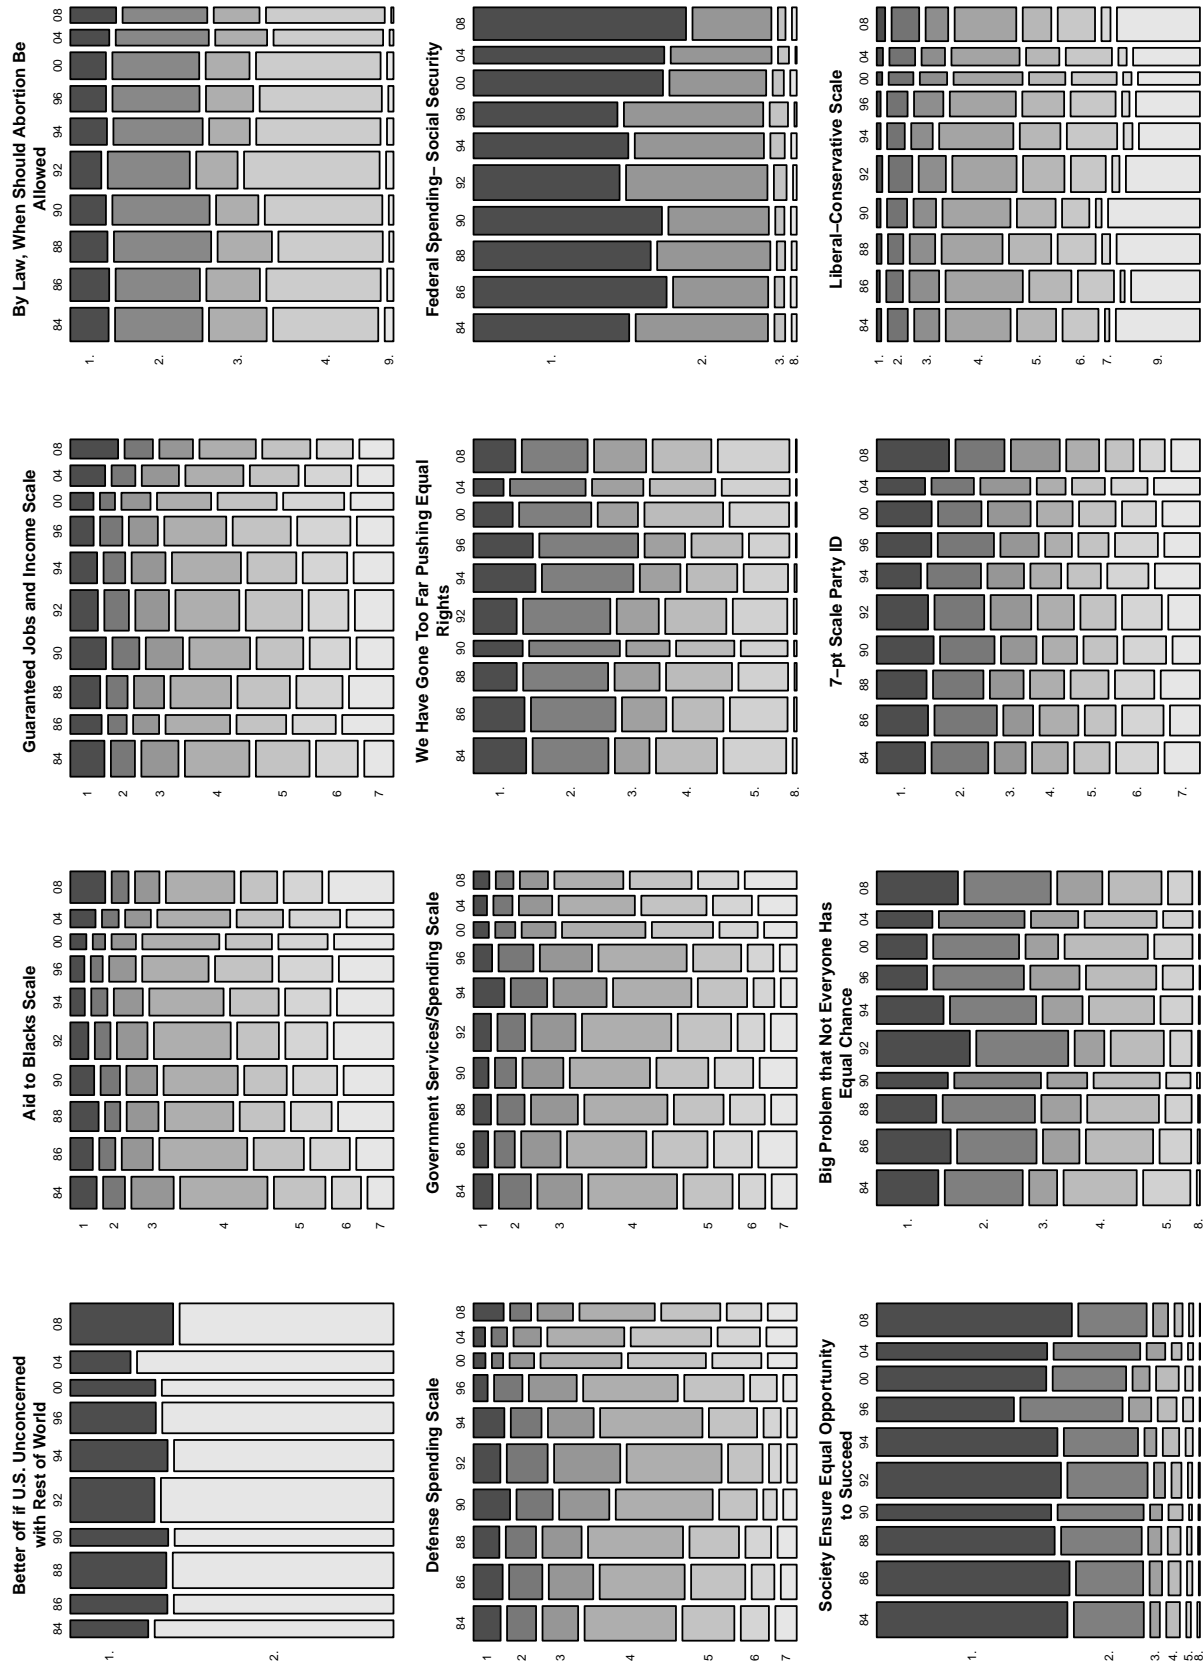 Better off if U.S. Unconcerned
with Rest of World
84 86 88 90 92 94 96 00 04 08
1.
2.
Aid to Blacks Scale
84 86 88 90 92 94 96 00 04 08
1
2
3
4
5
6
7
Guaranteed Jobs and Income Scale
84 86 88 90 92 94 96 00 04 08
1
2
3
4
5
6
7
By Law, When Should Abortion Be
Allowed
84 86 88 90 92 94 96 00 04 08
1.
2.
3.
4.
9.
Defense Spending Scale
84 86 88 90 92 94 96 00 04 08
1
2
3
4
5
6
7
Government Services/Spending Scale
84 86 88 90 92 94 96 00 04 08
1
2
3
4
5
6
7
We Have Gone Too Far Pushing Equal
Rights
84 86 88 90 92 94 96 00 04 08
1.
2.
3.
4.
5.
8.
Federal Spending– Social Security
84 86 88 90 92 94 96 00 04 08
1.
2.
3.
8.
Society Ensure Equal Opportunity
to Succeed
84 86 88 90 92 94 96 00 04 08
1.
2.
3.
4.
5.
8.
Big Problem that Not Everyone Has
Equal Chance
84 86 88 90 92 94 96 00 04 08
1.
2.
3.
4.
5.
8.
7−pt Scale Party ID
84 86 88 90 92 94 96 00 04 08
1.
2.
3.
4.
5.
6.
7.
Liberal−Conservative Scale
84 86 88 90 92 94 96 00 04 08
1.
2.
3.
4.
5.
6.
7.
9.